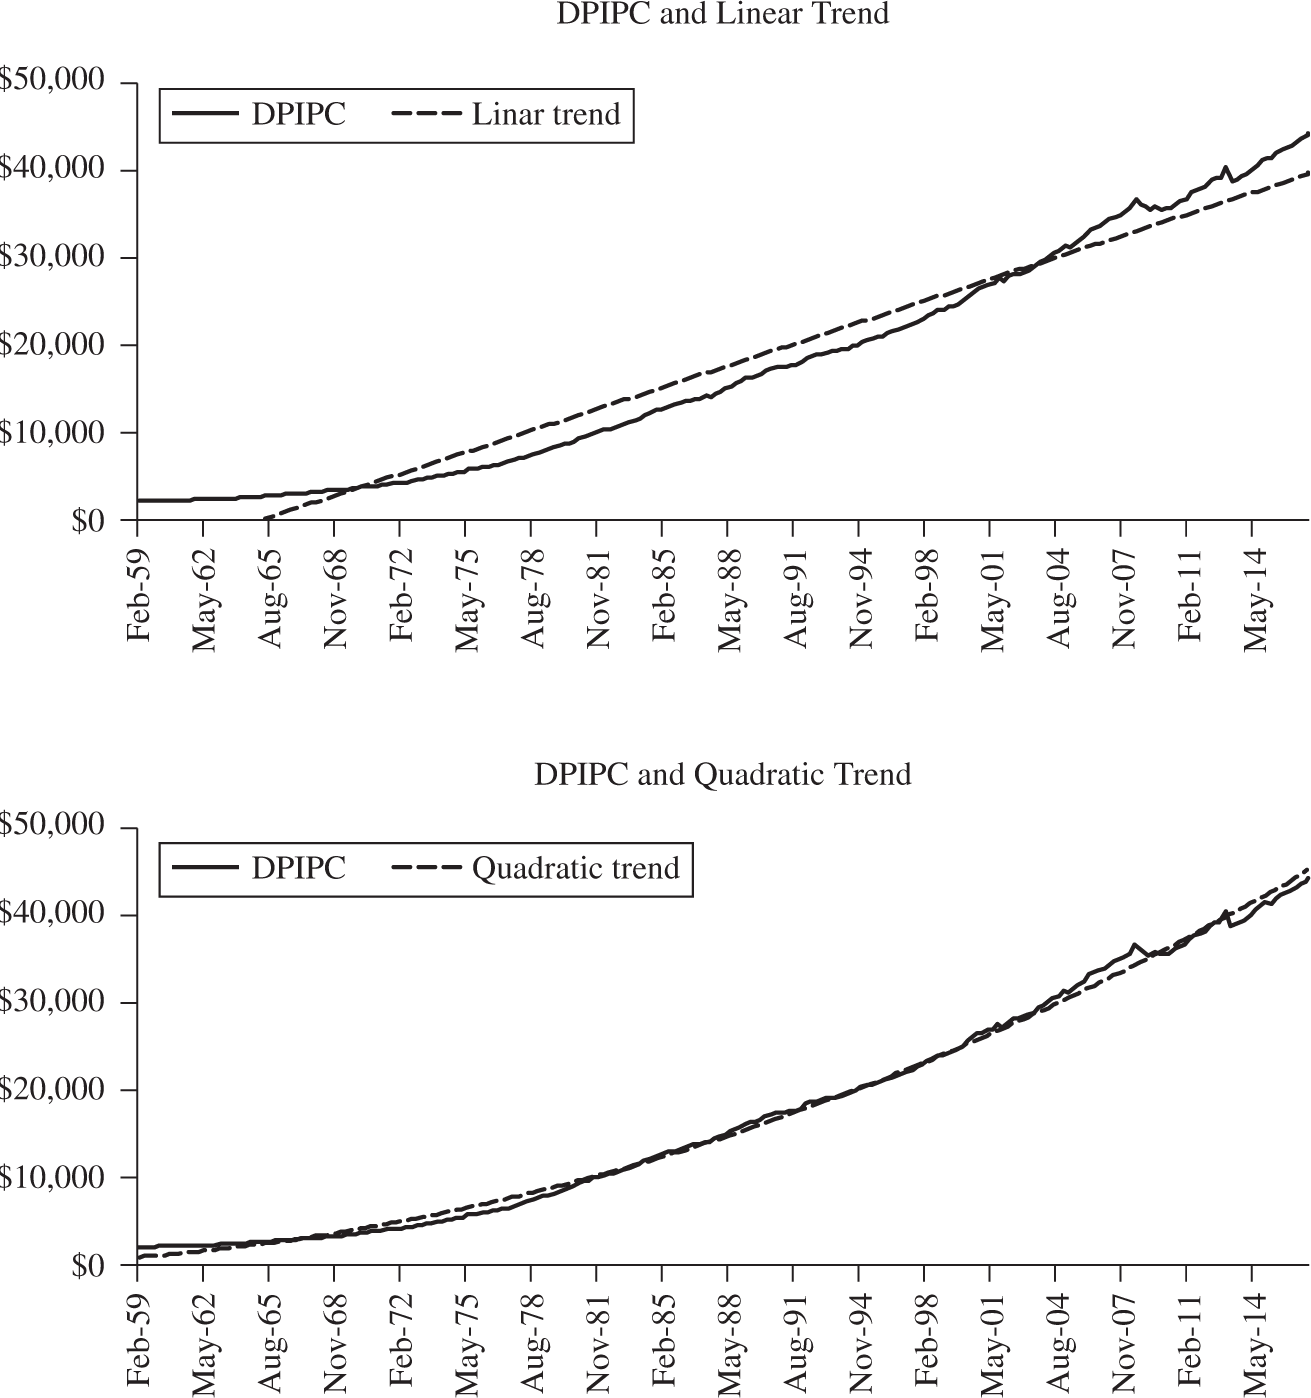 DPIPC and Linear Trend
$50,000
DPIPC Linar trend
$40,000
$30,000
$20,000
$10,000
$0
Feb-59 May-62 Aug-65 Nov-68 Feb-72 May-75 Aug-78 Nov-81 Feb-85 May-88 Aug-91 Nov-94 Feb-98 May-01 Aug-04 Nov-07 Feb-11 May-14
DPIPC and Quadratic Trend
$50,000
DPIPC Quadratic trend
$40,000
$30,000
$20,000
$10,000
$0
Feb-59 May-62 Aug-65 Nov-68 Feb-72 May-75 Aug-78 Nov-81 Feb-85 May-88 Aug-91 Nov-94 Feb-98 May-01 Aug-04 Nov-07 Feb-11 May-14